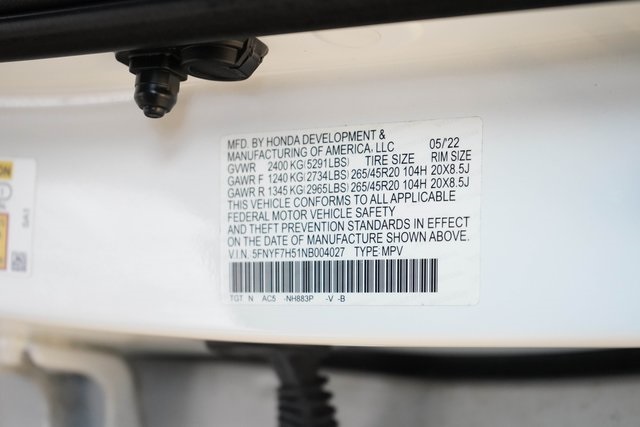 MFD. BY HONDA DEVELOPMENT & 05/'22
MANUFACTURING OF AMERICA, LLC
GVWR 2400 KG(5291LBS) TIRE SIZE RIM SIZE
GAWR F 1240 KG(2734LBS) 265/45R20 104H 20X8.5J
GAWR R 1345 KG(2965LBS) 265/45R20 104H 20X8.5J
THIS VEHICLE CONFORMS TO ALL APPLICABLE
FEDERAL MOTOR VEHICLE SAFETY
AND THEFT PREVENTION STANDARDS IN EFFECT
ON THE DATE OF MANUFACTURE SHOWN ABOVE.
V.I.N. 5FNYF7H51NB004027 TYPE:MPV
TGT N AC5 -NH883P -V -B